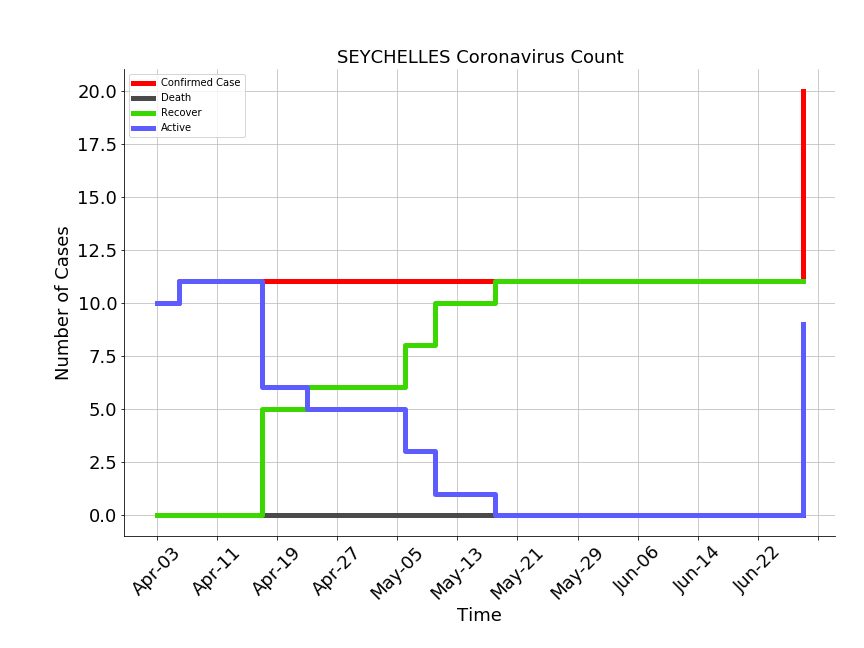 SEYCHELLES Coronavirus Count
Confirmed Case
Death
Recover
Active
Number of Cases
20.0
17.5
15.0
12.5
10.0
7.5
5.0
2.5
0.0
Apr-03 Apr-11 Apr-19 Apr-27 May-05 May-13 May-21 May-29 Jun-06 Jun-14 Jun-22
Time